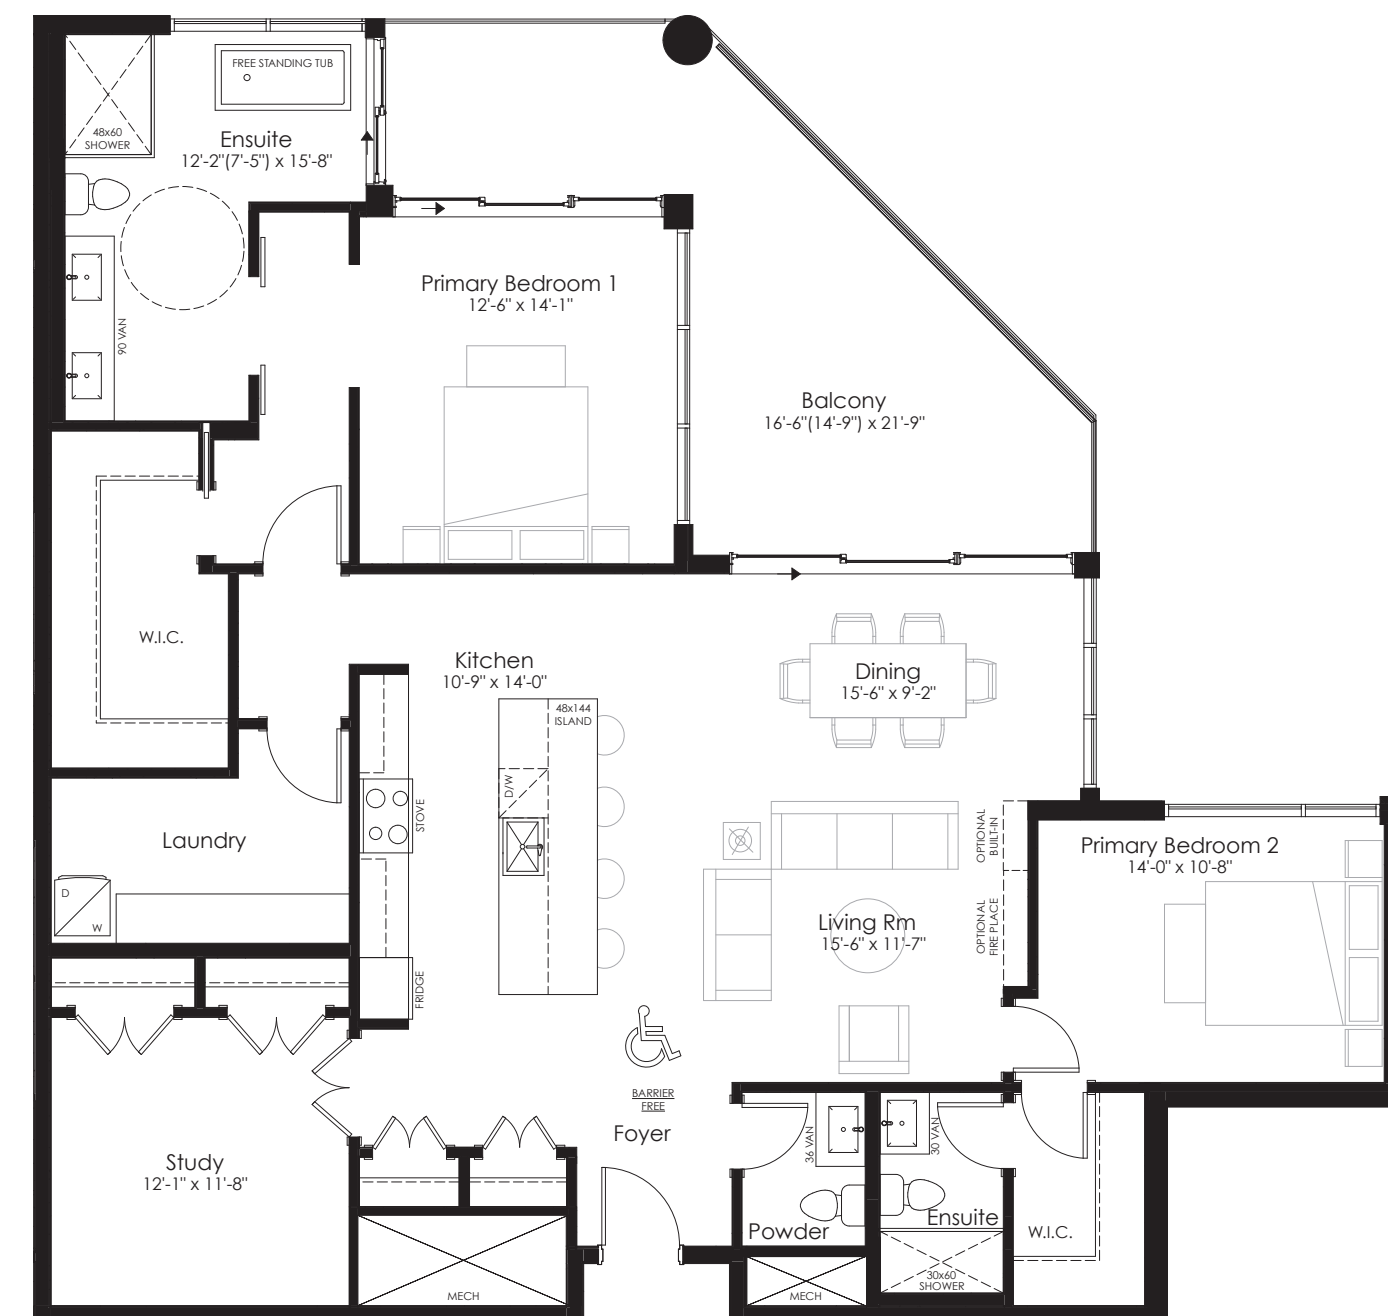 FREE STANDING TUB
48x60
SHOWER
Ensuite
12'-2"(7'-5") x 15'-8"
90 VAN
Primary Bedroom 1
12'-6" x 14'-1"
Balcony
16'-6"(14'-9") x 21'-9"
W.I.C.
Kitchen
10'-9" x 14'-0"
48x144
ISLAND
D/W
Dining
15'-6" x 9'-2"
STOVE
Laundry
D
W
OPTIONAL
BUILT-IN
OPTIONAL
FIRE PLACE
Primary Bedroom 2
14'-0" x 10'-8"
Living Rm
15'-6" x 11'-7"
FRIDGE
BARRIER
FREE
Foyer
Study
12'-1" x 11'-8"
36 VAN
30 VAN
Powder
Ensuite
W.I.C.
30x60
SHOWER
MECH
MECH